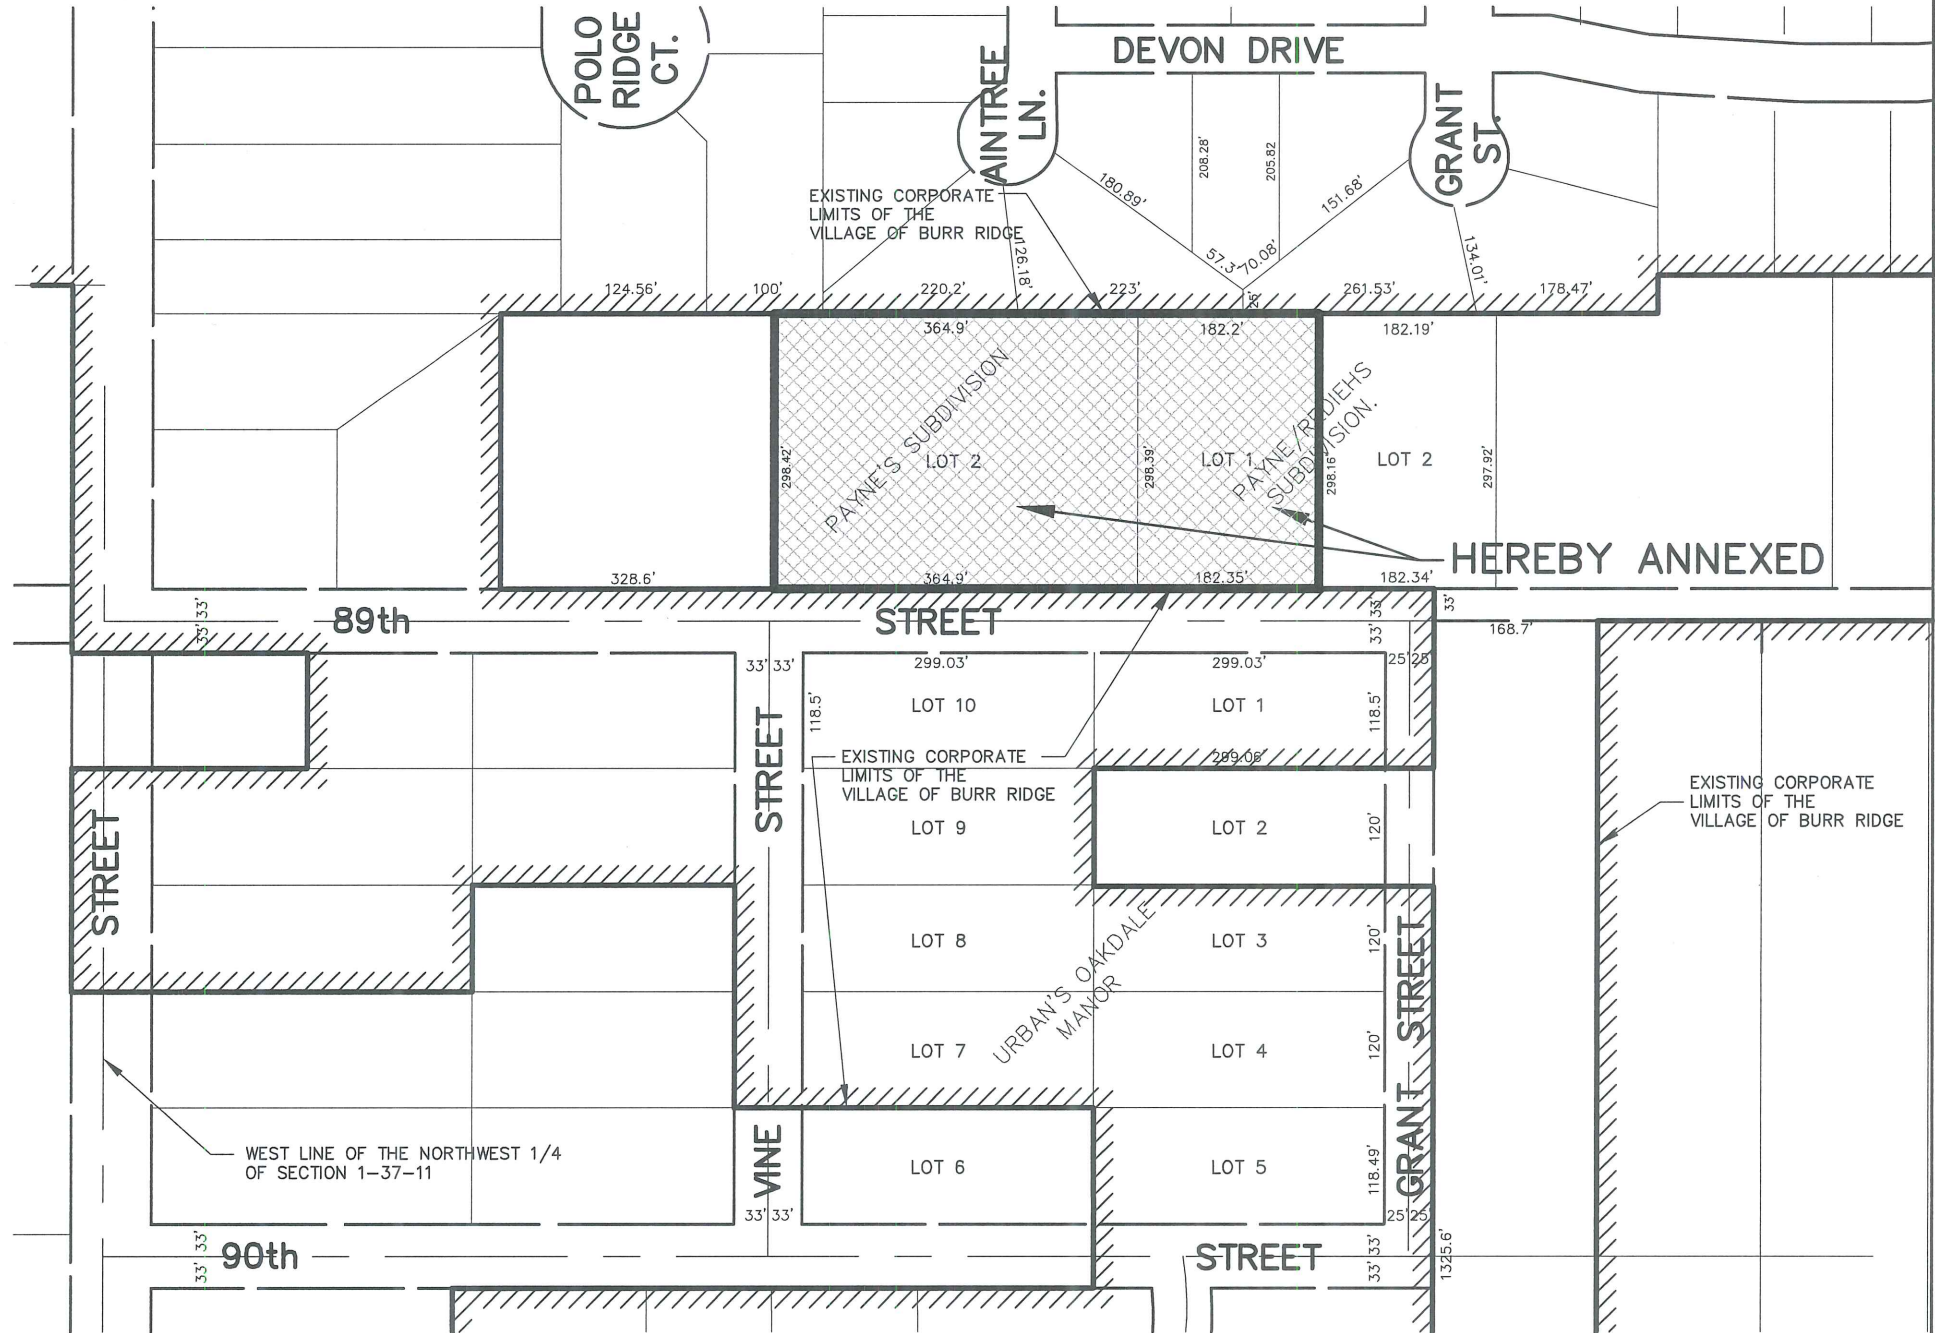 POLO
RIDGE
CT.
AINTREE
LN.
DEVON DRIVE
GRANT
ST.
208.28'
205.82
180.89'
151.68'
EXISTING CORPORATE
LIMITS OF THE
VILLAGE OF BURR RIDGE
126.18'
57.3'
70.08'
134.01'
124.56'
100'
220.2'
223'
26'
261.53'
178.47'
364.9'
182.2'
182.19'
PAYNE'S SUBDIVISION
PAYNE/REDIEHS
SUBDIVISION.
298.42'
LOT 2
298.39'
LOT 1
298.16'
LOT 2
297.92'
HEREBY ANNEXED
328.6'
364.9'
182.35'
182.34'
33' 33'
89th
STREET
33' 33'
33'
168.7'
33' 33'
299.03'
299.03'
25' 25'
118.5'
LOT 10
LOT 1
118.5'
STREET
EXISTING CORPORATE
LIMITS OF THE
VILLAGE OF BURR RIDGE
299.06'
EXISTING CORPORATE
LIMITS OF THE
VILLAGE OF BURR RIDGE
STREET
LOT 9
LOT 2
120'
LOT 8
LOT 3
120'
URBAN'S OAKDALE
MANOR
GRANT STREET
LOT 7
LOT 4
120'
WEST LINE OF THE NORTHWEST 1/4
OF SECTION 1-37-11
VINE
LOT 6
LOT 5
118.49'
33' 33'
25' 25'
33' 33'
90th
STREET
33' 33'
1325.6'